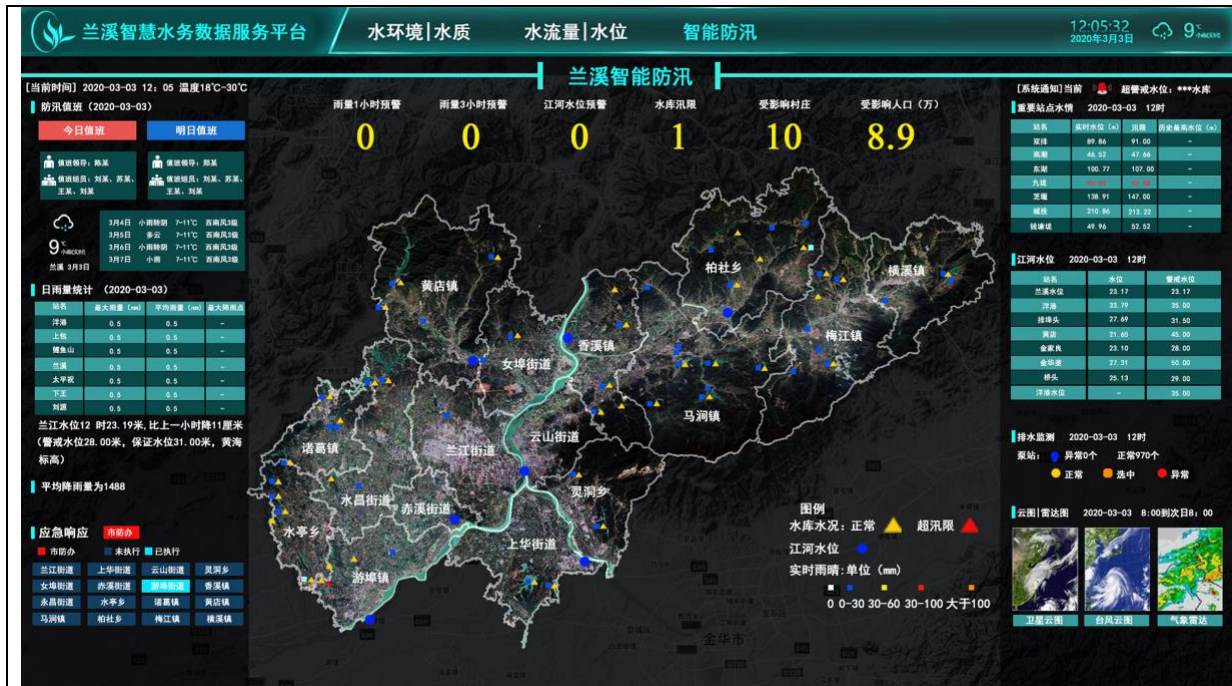 兰溪智慧水务数据服务平台
水环境|水质
水流量|水位
智能防汛
12:05:32
2020年3月3日
9℃
兰溪智能防汛
[当前时间] 2020-03-03 12: 05 温度18℃-30℃
防汛值班 (2020-03-03)
今日值班 明日值班
值班领导: 陈某
值班组员: 刘某、苏某、
王某、刘某
值班领导: 郑某
值班组员: 刘某、苏某、
王某、刘某
9℃
兰溪 3月3日
3月4日 小雨转阴 7-11℃ 西南风3级
3月5日 多云 7-11℃ 西南风3级
3月6日 小雨转阴 7-11℃ 西南风3级
3月7日 小雨 7-11℃ 西南风3级
日雨量统计 (2020-03-03)
站名 最大雨量 (mm) 平均雨量 (mm) 最大降雨点
洋港 0.5 0.5 -
上包 0.5 0.5 -
鲤鱼山 0.5 0.5 -
兰溪 0.5 0.5 -
太平祝 0.5 0.5 -
下王 0.5 0.5 -
刘源 0.5 0.5 -
兰江水位12 时23.19米, 比上一小时降11厘米
(警戒水位28.00米, 保证水位31.00米, 黄海
标高)
平均降雨量为1488
应急响应 市防办
市防办 未执行 已执行
兰江街道 上华街道 云山街道 灵洞乡
女埠街道 赤溪街道 游埠街道 香溪镇
永昌街道 水亭乡 诸葛镇 黄店镇
马涧镇 柏社乡 梅江镇 横溪镇
雨量1小时预警 雨量3小时预警 江河水位预警 水库汛限 受影响村庄 受影响人口 (万)
0 0 0 1 10 8.9
黄店镇
柏社乡
横溪镇
女埠街道
香溪镇
梅江镇
马涧镇
诸葛镇
兰江街道
云山街道
水昌街道
赤溪街道
灵洞乡
水亭乡
上华街道
游埠镇
金华市
图例
水库水况: 正常 超汛限
江河水位
实时雨晴: 单位 (mm)
0 0-30 30-60 30-100 大于100
[系统通知] 当前 超警戒水位: ***水库
重要站点水情 2020-03-03 12时
站名 实时水位 (m) 汛限 历史最高水位 (m)
双排 89.86 91.00 -
高潮 46.52 47.66 -
东湖 100.77 107.00 -
芝堰 138.91 147.00 -
城投 210.86 213.22 -
钱塘垅 49.96 52.52 -
江河水位 2020-03-03 12时
站名 水位 警戒水位
兰溪水位 23.17 23.17
洋港 33.79 35.00
排埠头 27.69 31.50
黄店 21.65 45.00
金家良 23.10 28.00
金华垄 27.31 50.00
桥头 25.13 29.00
洋港水位 - 35.00
排水监测 2020-03-03 12时
泵站: 异常0个 正常970个
正常 选中 异常
云图|雷达图 2020-03-03 8:00到次日8: 00
卫星云图 台风云图 气象雷达